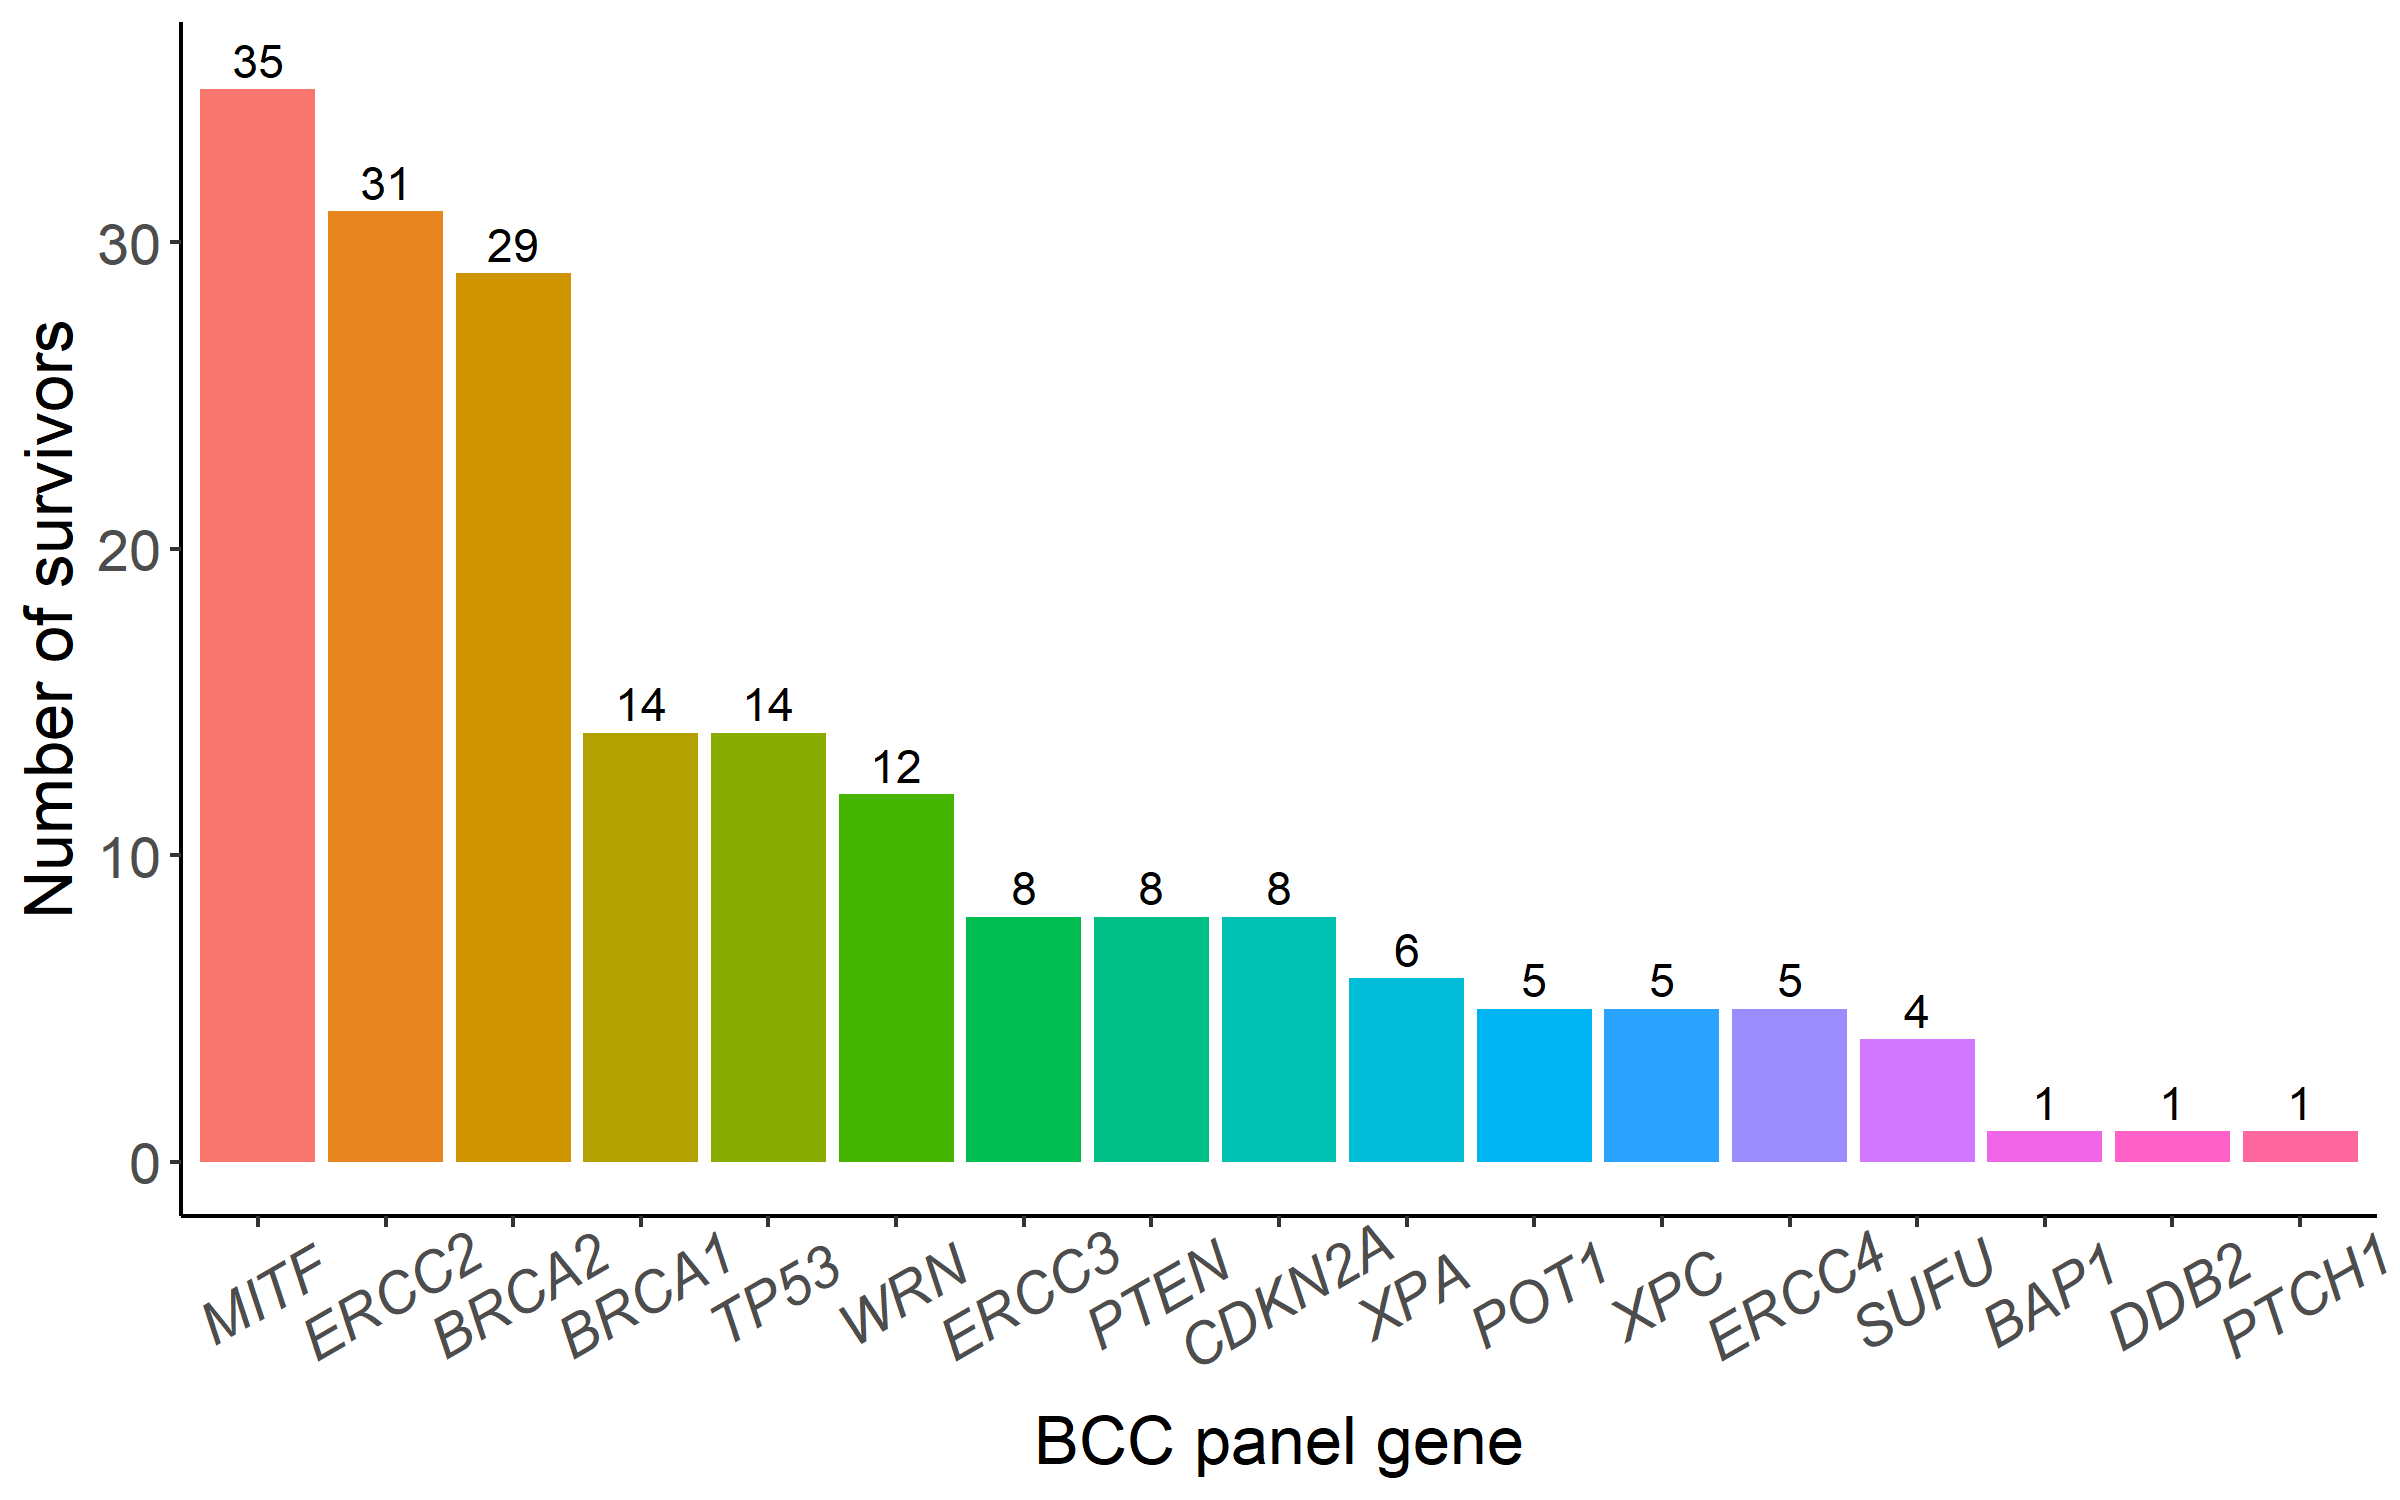 35
31
29
14
14
12
8
8
8
6
5
5
5
4
1
1
1
Number of survivors
30
20
10
0
MITF
ERCC2
BRCA2
BRCA1
TP53
WRN
ERCC3
PTEN
CDKN2A
XPA
POT1
XPC
ERCC4
SUFU
BAP1
DDB2
PTCH1
BCC panel gene